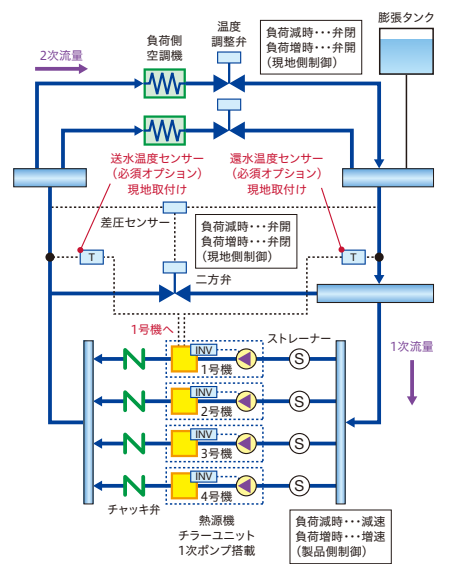 膨張タンク
2次流量
負荷側
空調機
温度
調整弁
負荷減時・・・弁閉
負荷増時・・・弁開
(現地側制御)
送水温度センサー
(必須オプション)
現地取付け
還水温度センサー
(必須オプション)
現地取付け
差圧センサー
負荷減時・・・弁開
負荷増時・・・弁閉
(現地側制御)
T
T
二方弁
1号機へ
ストレーナー
1次流量
INV
1号機
S
INV
2号機
S
INV
3号機
S
INV
4号機
S
チャッキ弁
熱源機
チラーユニット
1次ポンプ搭載
負荷減時・・・減速
負荷増時・・・増速
(製品側制御)